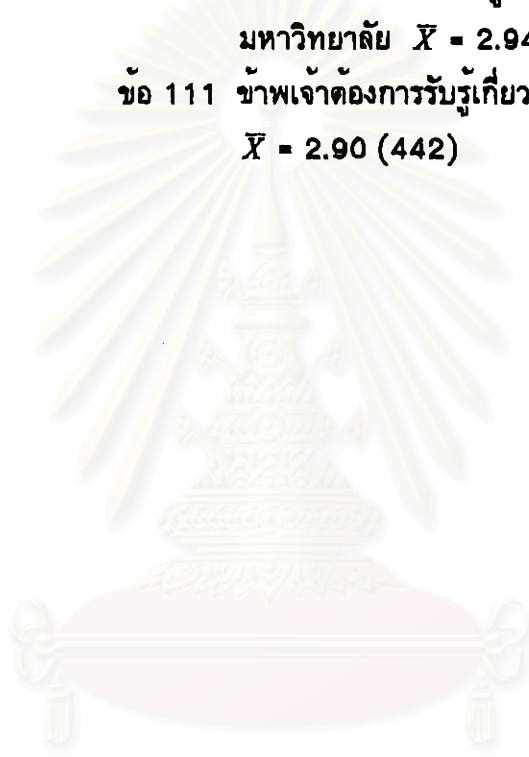 มหาวิทยาลัย X̅ = 2.94
ข้อ 111 ข้าพเจ้าต้องการรับรู้เกี่ยว
X̅ = 2.90 (442)